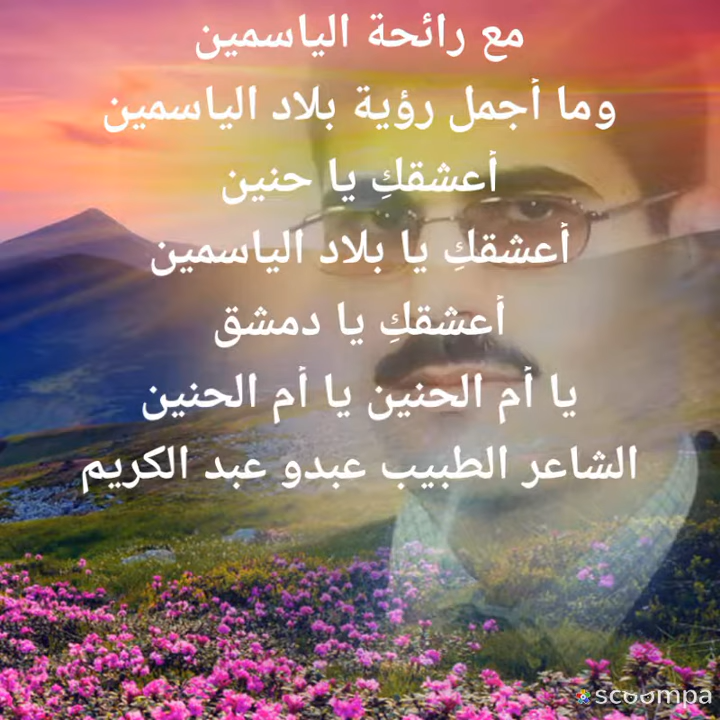 مع رائحة الياسمين
وما أجمل رؤية بلاد الياسمين
أعشقكِ يا حنين
أعشقكِ يا بلاد الياسمين
أعشقكِ يا دمشق
يا أم الحنين يا أم الحنين
الشاعر الطبيب عبدو عبد الكريم
scoompa